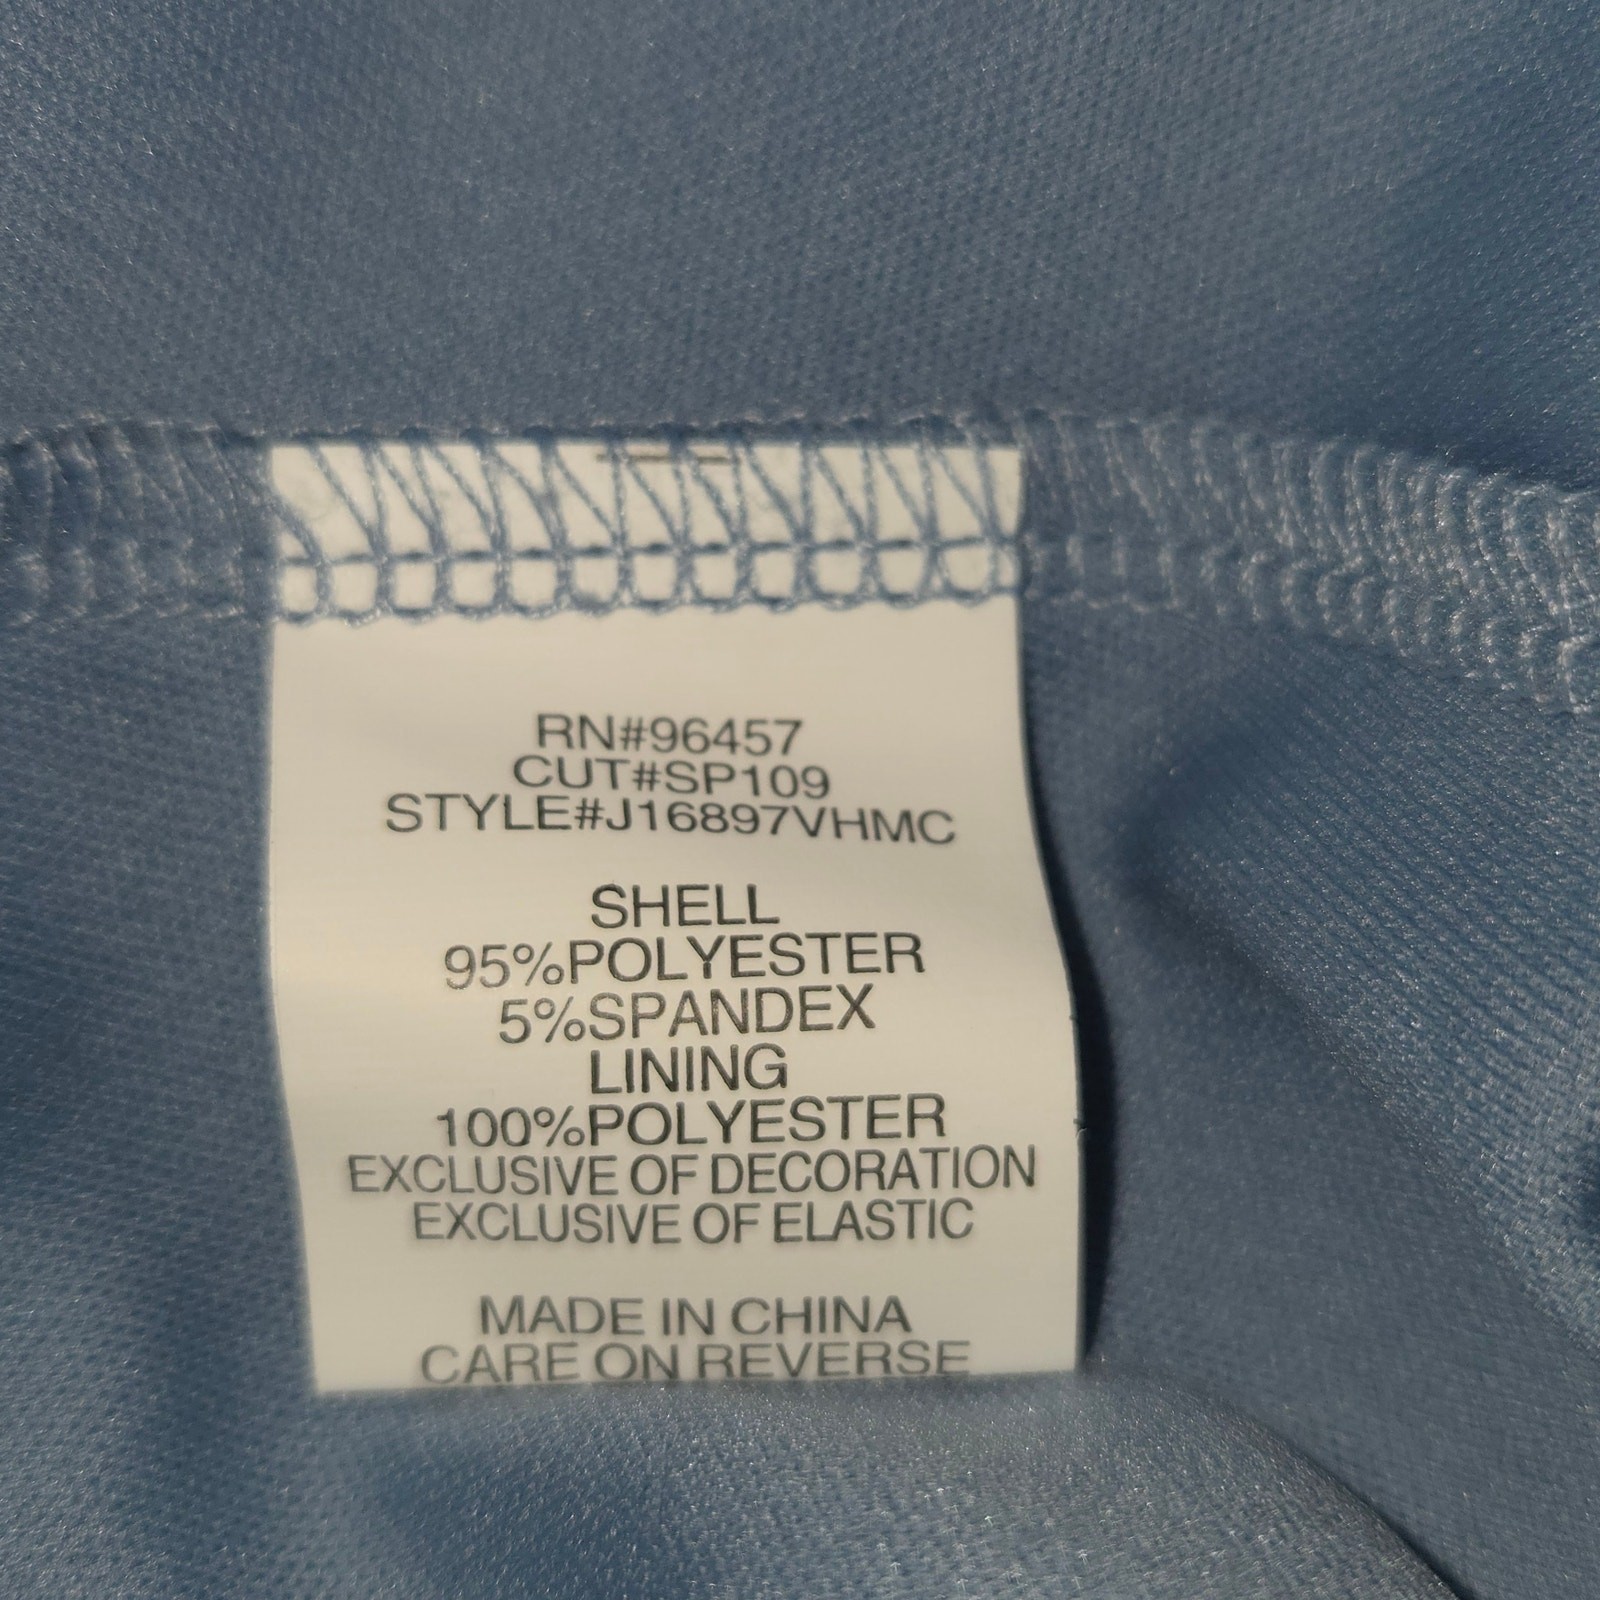 RN#96457
CUT#SP109
STYLE#J16897VHMC
SHELL
95%POLYESTER
5%SPANDEX
LINING
100%POLYESTER
EXCLUSIVE OF DECORATION
EXCLUSIVE OF ELASTIC
MADE IN CHINA
CARE ON REVERSE